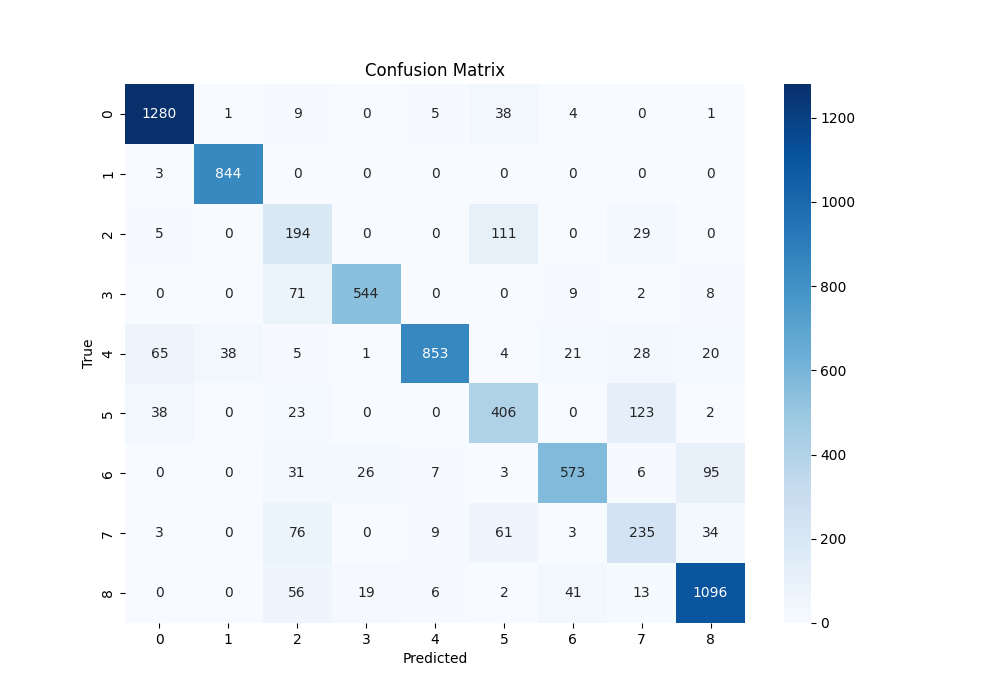 Confusion Matrix
0 1280 1 9 0 5 38 4 0 1
1 3 844 0 0 0 0 0 0 0
2 5 0 194 0 0 111 0 29 0
3 0 0 71 544 0 0 9 2 8
4 65 38 5 1 853 4 21 28 20
5 38 0 23 0 0 406 0 123 2
6 0 0 31 26 7 3 573 6 95
7 3 0 76 0 9 61 3 235 34
8 0 0 56 19 6 2 41 13 1096
0 1 2 3 4 5 6 7 8
Predicted
True
1200
1000
800
600
400
200
0